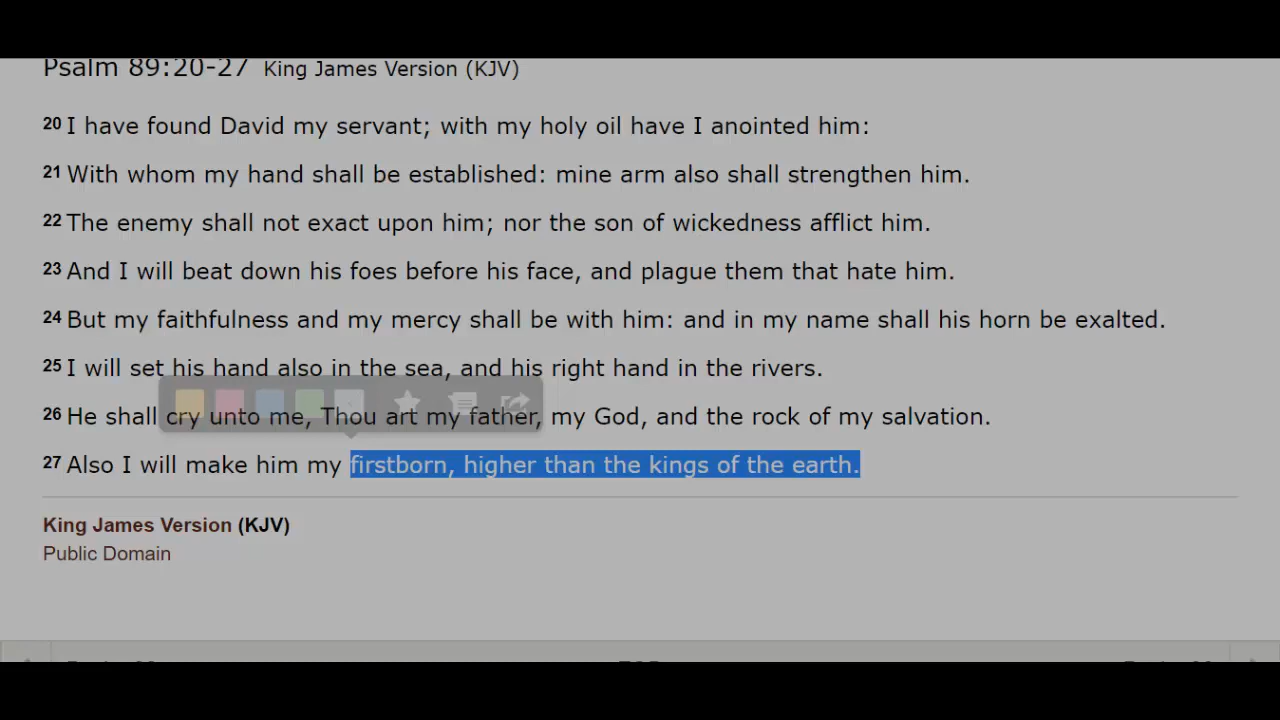 Psalm 89:20-27 King James Version (KJV)
20 I have found David my servant; with my holy oil have I anointed him:
21 With whom my hand shall be established: mine arm also shall strengthen him.
22 The enemy shall not exact upon him; nor the son of wickedness afflict him.
23 And I will beat down his foes before his face, and plague them that hate him.
24 But my faithfulness and my mercy shall be with him: and in my name shall his horn be exalted.
25 I will set his hand also in the sea, and his right hand in the rivers.
26 He shall cry unto me, Thou art my father, my God, and the rock of my salvation.
27 Also I will make him my firstborn, higher than the kings of the earth.
King James Version (KJV)
Public Domain